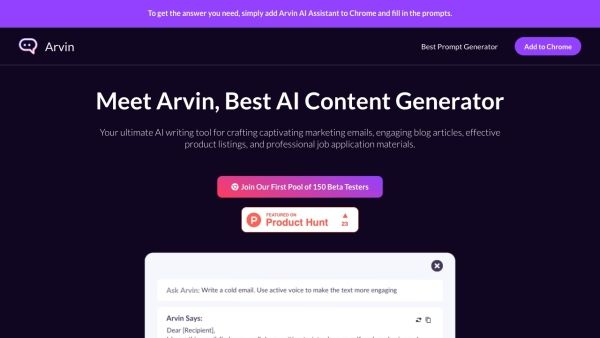 To get the answer you need, simply add Arvin AI Assistant to Chrome and fill in the prompts.
Arvin
Best Prompt Generator
Add to Chrome
Meet Arvin, Best AI Content Generator
Your ultimate AI writing tool for crafting captivating marketing emails, engaging blog articles, effective
product listings, and professional job application materials.
Join Our First Pool of 150 Beta Testers
P
FEATURED ON
Product Hunt
23
Ask Arvin: Write a cold email. Use active voice to make the text more engaging
Arvin Says:
Dear [Recipient],